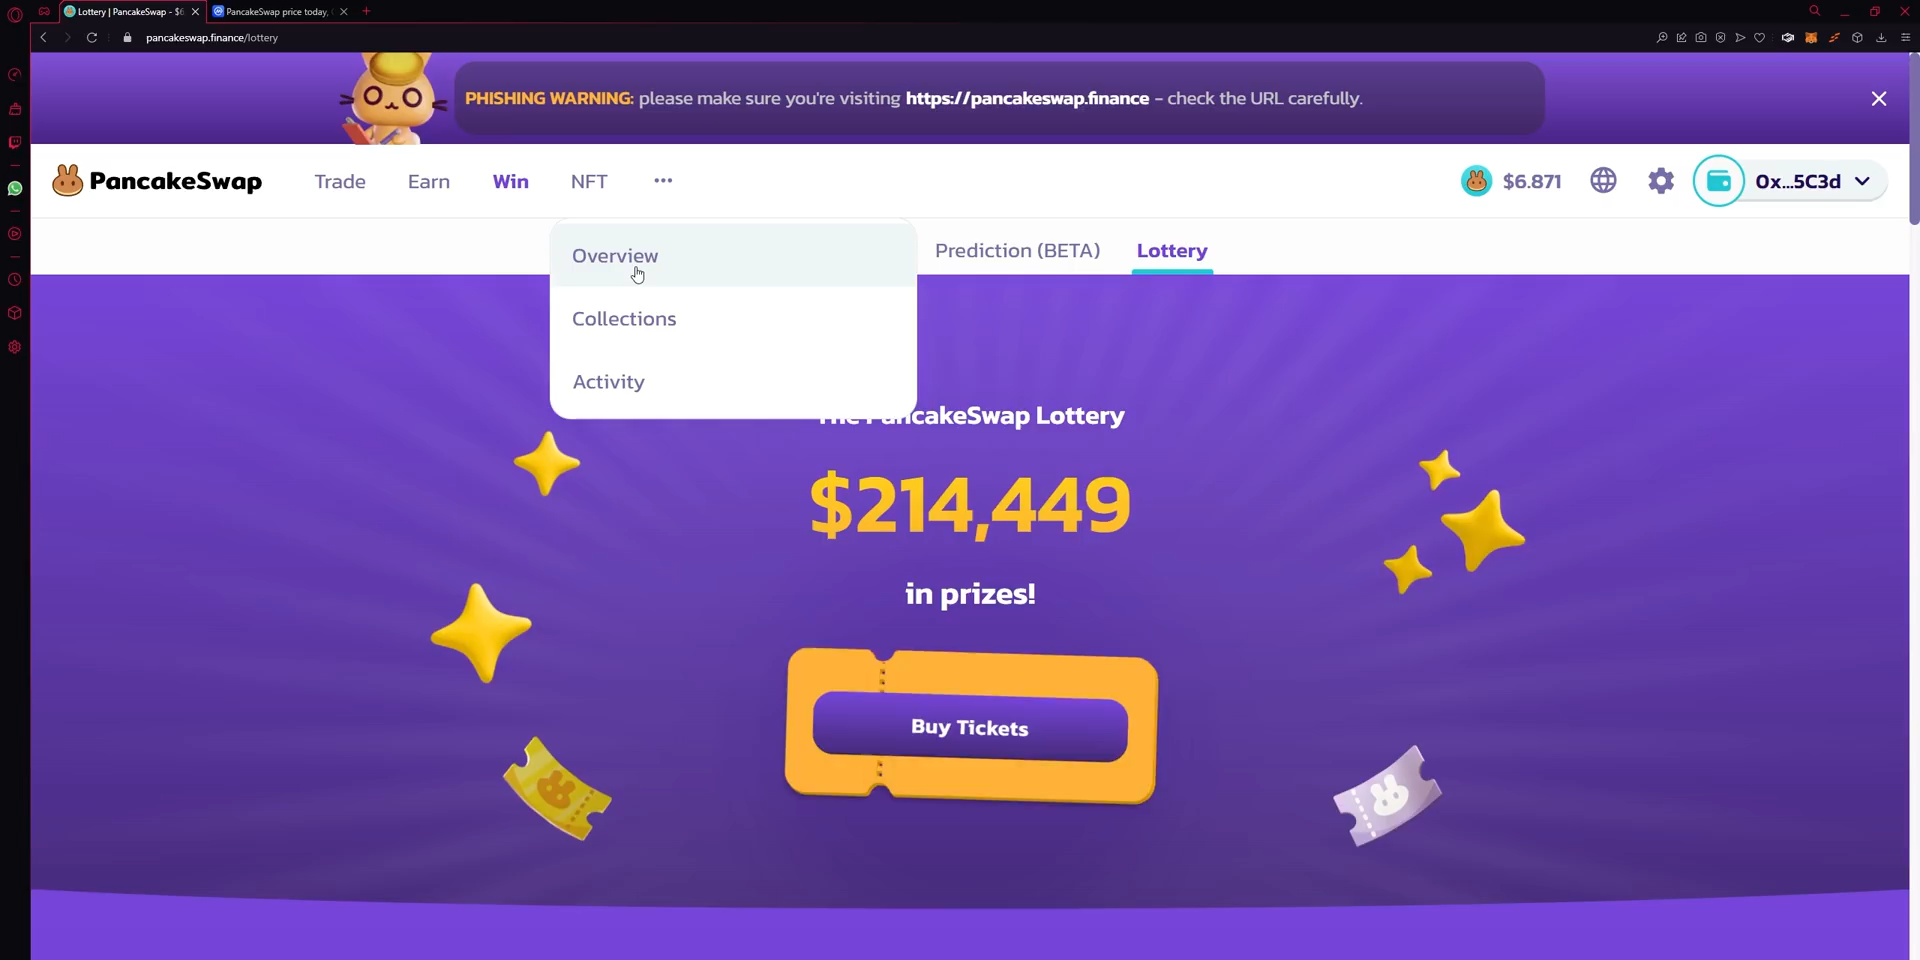 Lottery | PancakeSwap - $6
PancakeSwap price today,
pancakeswap.finance/lottery
PHISHING WARNING: please make sure you're visiting https://pancakeswap.finance - check the URL carefully.
PancakeSwap
Trade
Earn
Win
NFT
$6.871
0x...5C3d
Prediction (BETA)
Lottery
Overview
Collections
Activity
The PancakeSwap Lottery
$214,449
in prizes!
Buy Tickets